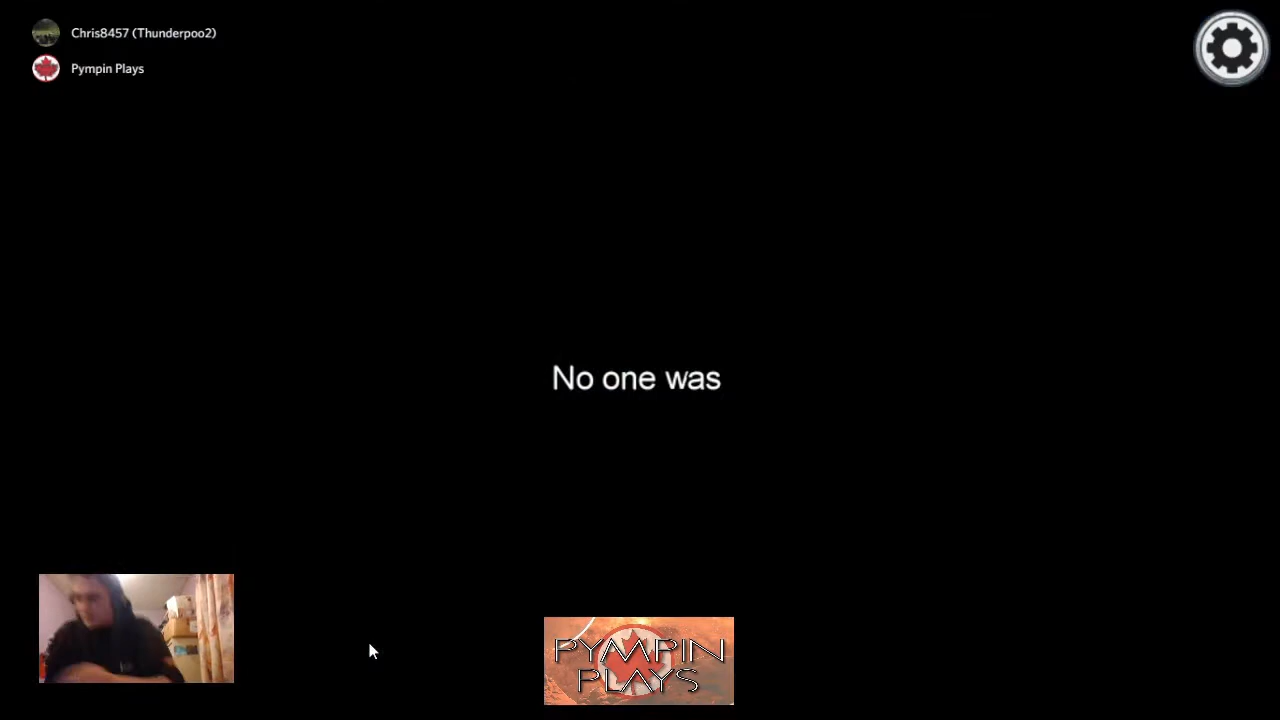 Chris8457 (Thunderpoo2)
Pympin Plays
No one was
PYMPIN
PLAYS